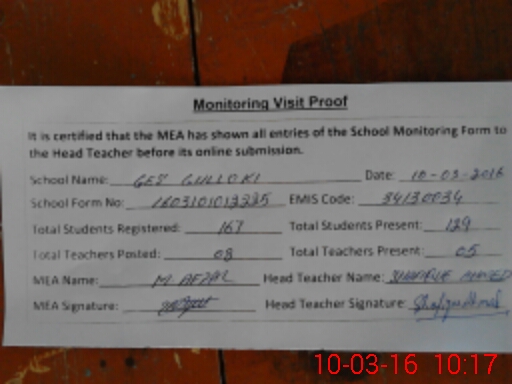 Monitoring Visit Proof
It is certified that the MEA has shown all entries of the School Monitoring Form to
the Head Teacher before its online submission.
School Name: GES GULLOKI Date: 10-03-2016
School Form No: EMIS Code: 34130034
Total Students Registered: 167 Total Students Present: 129
Total Teachers Posted: 08 Total Teachers Present: 05
MEA Name: M. AFZAL Head Teacher Name:
MEA Signature: Head Teacher Signature:
10-03-16 10:17